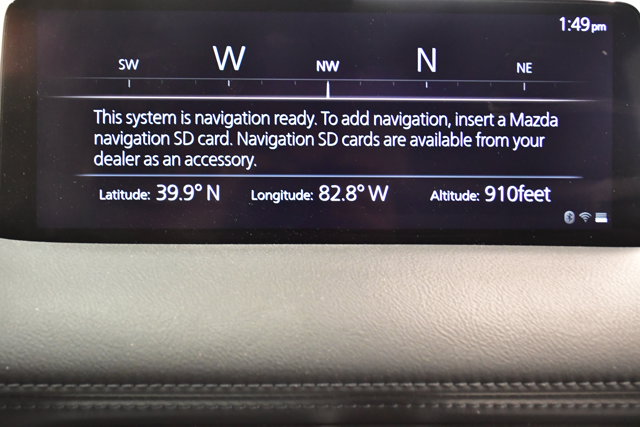 1:49pm
SW W NW N NE
This system is navigation ready. To add navigation, insert a Mazda
navigation SD card. Navigation SD cards are available from your
dealer as an accessory.
Latitude: 39.9° N Longitude: 82.8° W Altitude: 910feet